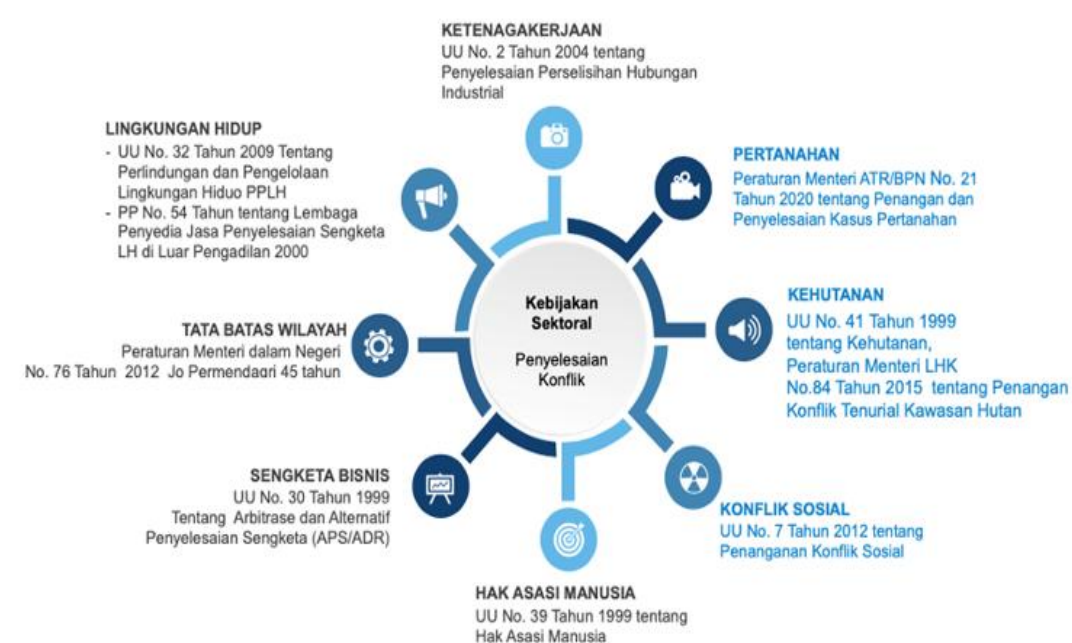 KETENAGAKERJAAN
UU No. 2 Tahun 2004 tentang
Penyelesaian Perselisihan Hubungan
Industrial
LINGKUNGAN HIDUP
- UU No. 32 Tahun 2009 Tentang
Perlindungan dan Pengelolaan
Lingkungan Hiduo PPLH
- PP No. 54 Tahun tentang Lembaga
Penyedia Jasa Penyelesaian Sengketa
LH di Luar Pengadilan 2000
PERTANAHAN
Peraturan Menteri ATR/BPN No. 21
Tahun 2020 tentang Penangan dan
Penyelesaian Kasus Pertanahan
Kebijakan
Sektoral
Penyelesaian
Konflik
KEHUTANAN
UU No. 41 Tahun 1999
tentang Kehutanan,
Peraturan Menteri LHK
No.84 Tahun 2015 tentang Penangan
Konflik Tenurial Kawasan Hutan
TATA BATAS WILAYAH
Peraturan Menteri dalam Negeri
No. 76 Tahun 2012 Jo Permendagri 45 tahun
SENGKETA BISNIS
UU No. 30 Tahun 1999
Tentang Arbitrase dan Alternatif
Penyelesaian Sengketa (APS/ADR)
KONFLIK SOSIAL
UU No. 7 Tahun 2012 tentang
Penanganan Konflik Sosial
HAK ASASI MANUSIA
UU No. 39 Tahun 1999 tentang
Hak Asasi Manusia